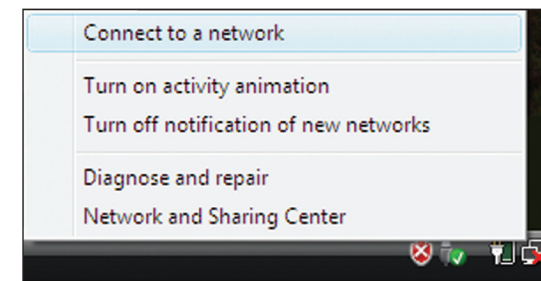 Connect to a network
Turn on activity animation
Turn off notification of new networks
Diagnose and repair
Network and Sharing Center